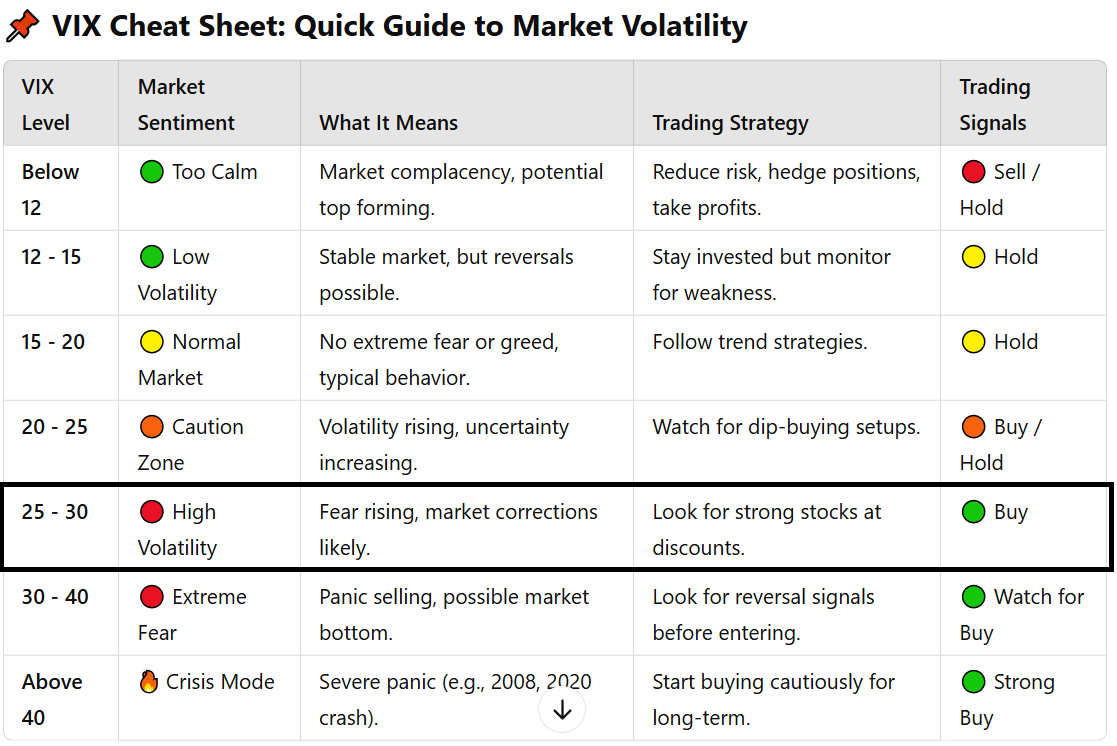 VIX Cheat Sheet: Quick Guide to Market Volatility
VIX Level
Market Sentiment
What It Means
Trading Strategy
Trading Signals
Below 12
Too Calm
Market complacency, potential top forming.
Reduce risk, hedge positions, take profits.
Sell / Hold
12 - 15
Low Volatility
Stable market, but reversals possible.
Stay invested but monitor for weakness.
Hold
15 - 20
Normal Market
No extreme fear or greed, typical behavior.
Follow trend strategies.
Hold
20 - 25
Caution Zone
Volatility rising, uncertainty increasing.
Watch for dip-buying setups.
Buy / Hold
25 - 30
High Volatility
Fear rising, market corrections likely.
Look for strong stocks at discounts.
Buy
30 - 40
Extreme Fear
Panic selling, possible market bottom.
Look for reversal signals before entering.
Watch for Buy
Above 40
Crisis Mode
Severe panic (e.g., 2008, 2020 crash).
Start buying cautiously for long-term.
Strong Buy